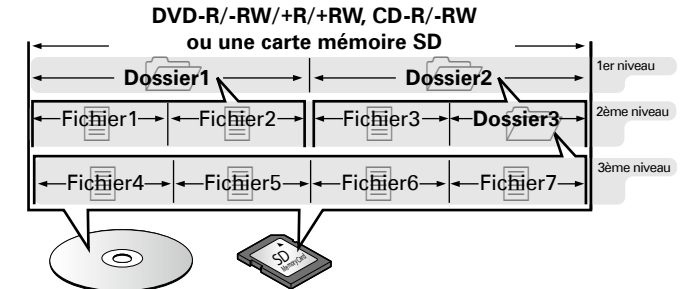 DVD-R/-RW/+R/+RW, CD-R/-RW
ou une carte mémoire SD
1er niveau
Dossier1 Dossier2
2ème niveau
Fichier1 Fichier2 Fichier3 Dossier3
3ème niveau
Fichier4 Fichier5 Fichier6 Fichier7
SD
MemoryCard